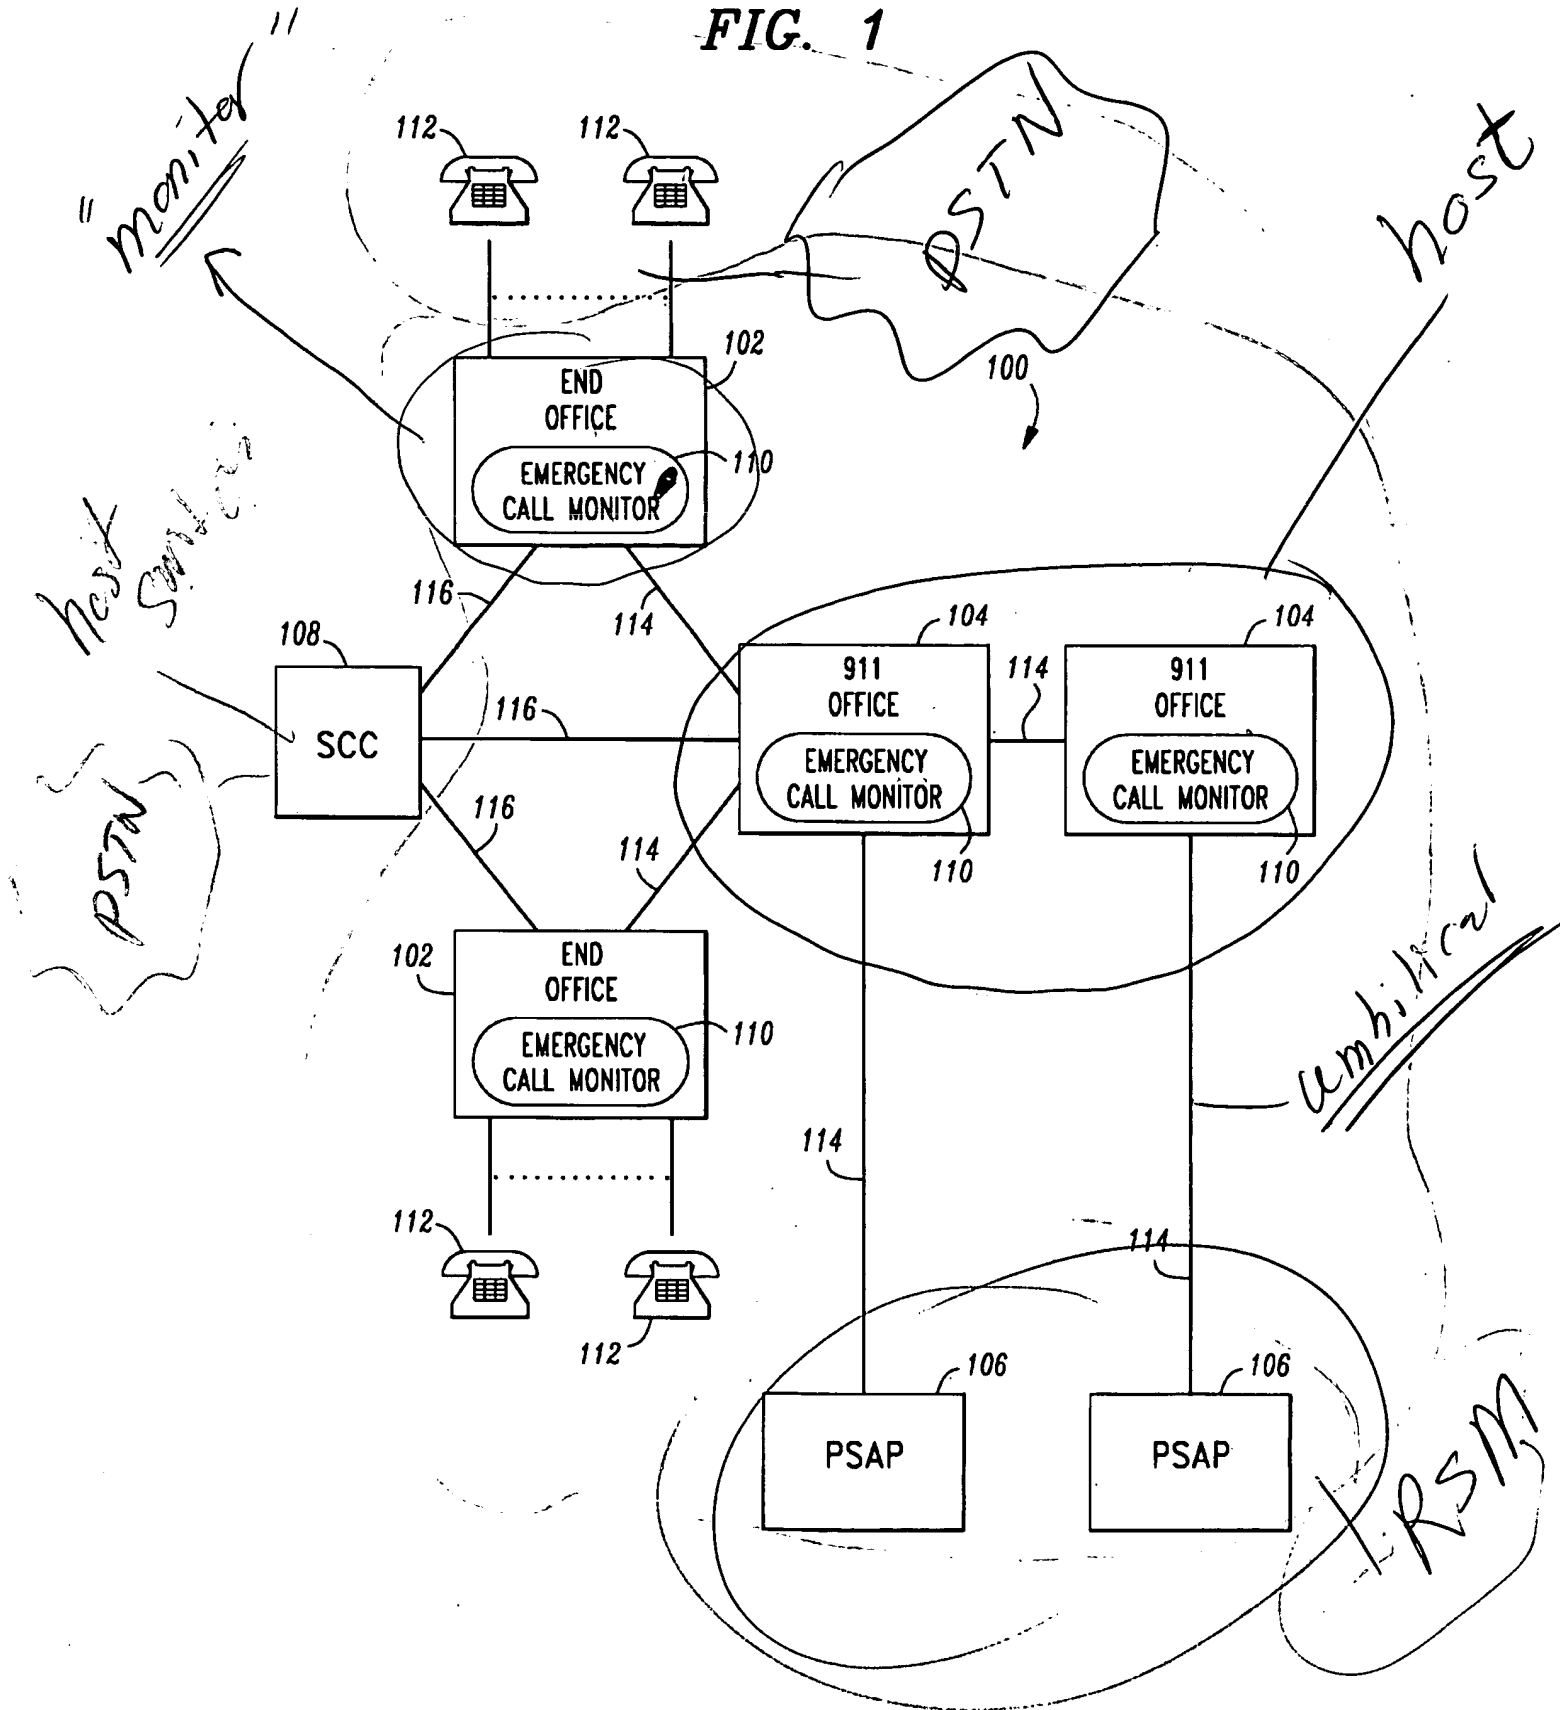 FIG. 1
"monitor"
PSTN
host
112
112
102
END
OFFICE
110
EMERGENCY
CALL MONITOR
100
host
116
114
108
SCC
116
104
911
OFFICE
EMERGENCY
CALL MONITOR
110
114
104
911
OFFICE
EMERGENCY
CALL MONITOR
110
PSTN
116
114
102
END
OFFICE
110
EMERGENCY
CALL MONITOR
umbilical
114
114
112
112
106
PSAP
106
PSAP
RSM